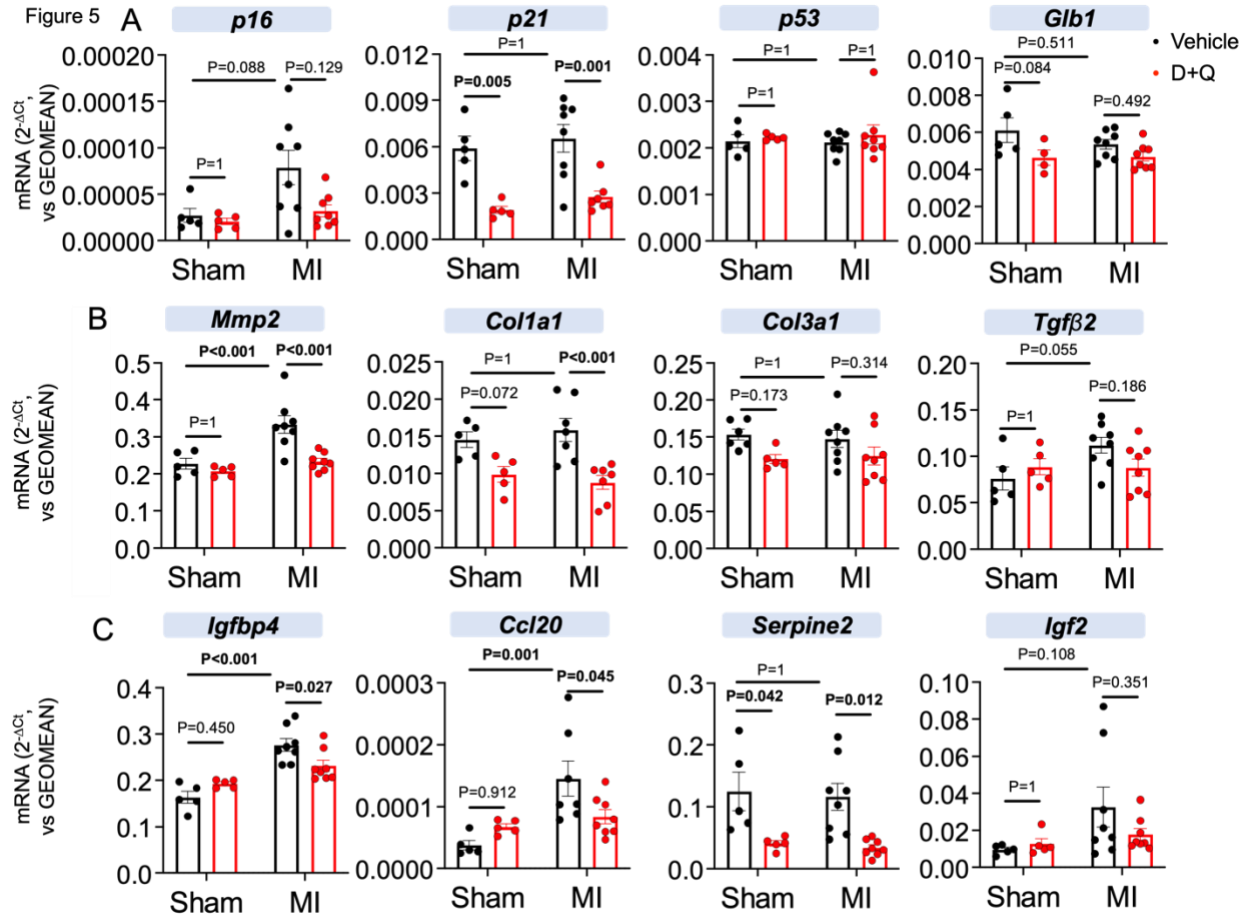 Figure 5
A
p16
p21
p53
Glb1
Vehicle
D+Q
mRNA (2-ΔCt,
vs GEOMEAN)
0.00020
0.00015
0.00010
0.00005
0.00000
P=0.088
P=0.129
P=1
Sham
MI
0.012
0.009
0.006
0.003
0.000
P=1
P=0.005
P=0.001
Sham
MI
0.004
0.003
0.002
0.001
0.000
P=1
P=1
P=1
Sham
MI
0.010
0.008
0.006
0.004
0.002
0.000
P=0.511
P=0.084
P=0.492
Sham
MI
B
Mmp2
Col1a1
Col3a1
Tgfβ2
mRNA (2-ΔCt,
vs GEOMEAN)
0.5
0.4
0.3
0.2
0.1
0.0
P<0.001
P<0.001
P=1
Sham
MI
0.025
0.020
0.015
0.010
0.005
0.000
P=1
P=0.072
P<0.001
Sham
MI
0.25
0.20
0.15
0.10
0.05
0.00
P=1
P=0.314
P=0.173
Sham
MI
0.20
0.15
0.10
0.05
0.00
P=0.055
P=0.186
P=1
Sham
MI
C
Igfbp4
Ccl20
Serpine2
Igf2
mRNA (2-ΔCt,
vs GEOMEAN)
0.4
0.3
0.2
0.1
0.0
P<0.001
P=0.027
P=0.450
Sham
MI
0.0003
0.0002
0.0001
0.0000
P=0.001
P=0.045
P=0.912
Sham
MI
0.3
0.2
0.1
0.0
P=1
P=0.042
P=0.012
Sham
MI
0.10
0.08
0.06
0.04
0.02
0.00
P=0.108
P=0.351
P=1
Sham
MI